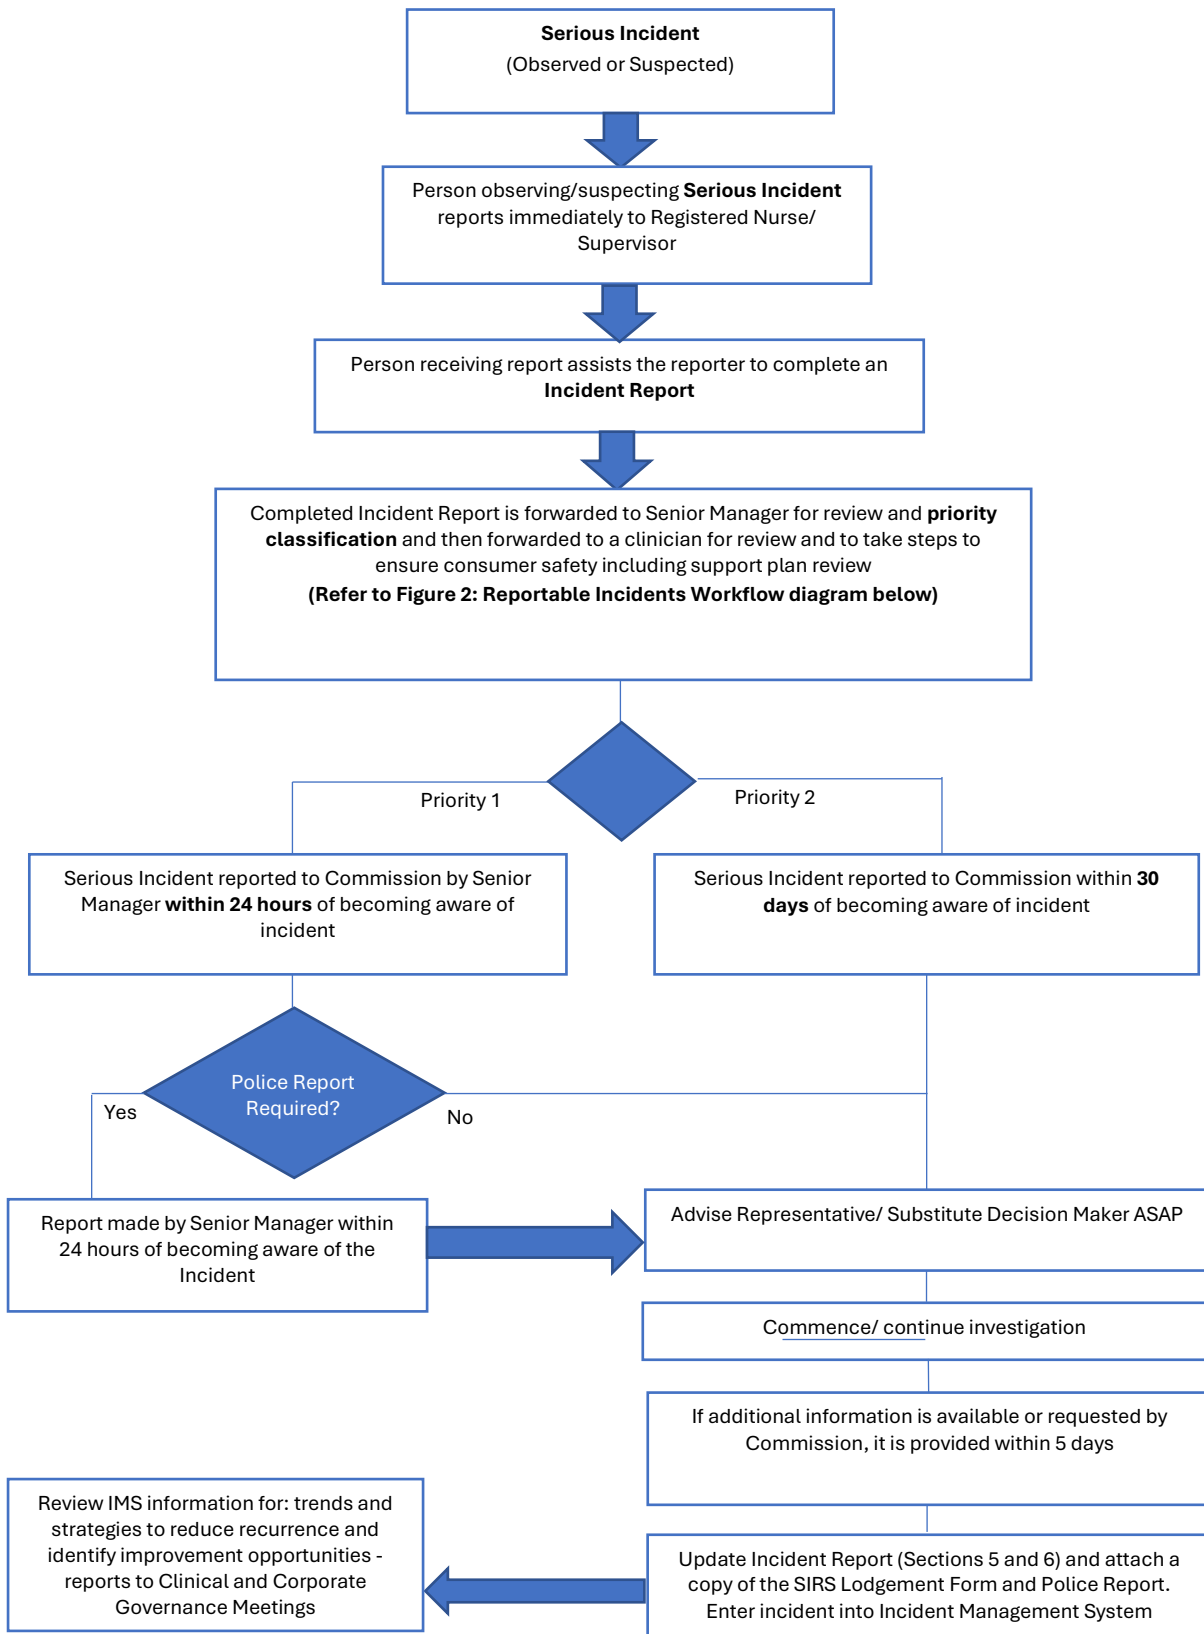 Serious Incident
(Observed or Suspected)
Person observing/suspecting Serious Incident
reports immediately to Registered Nurse/
Supervisor
Person receiving report assists the reporter to complete an
Incident Report
Completed Incident Report is forwarded to Senior Manager for review and priority
classification and then forwarded to a clinician for review and to take steps to
ensure consumer safety including support plan review
(Refer to Figure 2: Reportable Incidents Workflow diagram below)
Priority 1
Priority 2
Serious Incident reported to Commission by Senior
Manager within 24 hours of becoming aware of
incident
Serious Incident reported to Commission within 30
days of becoming aware of incident
Police Report
Required?
Yes
No
Report made by Senior Manager within
24 hours of becoming aware of the
Incident
Advise Representative/ Substitute Decision Maker ASAP
Commence/ continue investigation
If additional information is available or requested by
Commission, it is provided within 5 days
Update Incident Report (Sections 5 and 6) and attach a
copy of the SIRS Lodgement Form and Police Report.
Enter incident into Incident Management System
Review IMS information for: trends and
strategies to reduce recurrence and
identify improvement opportunities -
reports to Clinical and Corporate
Governance Meetings